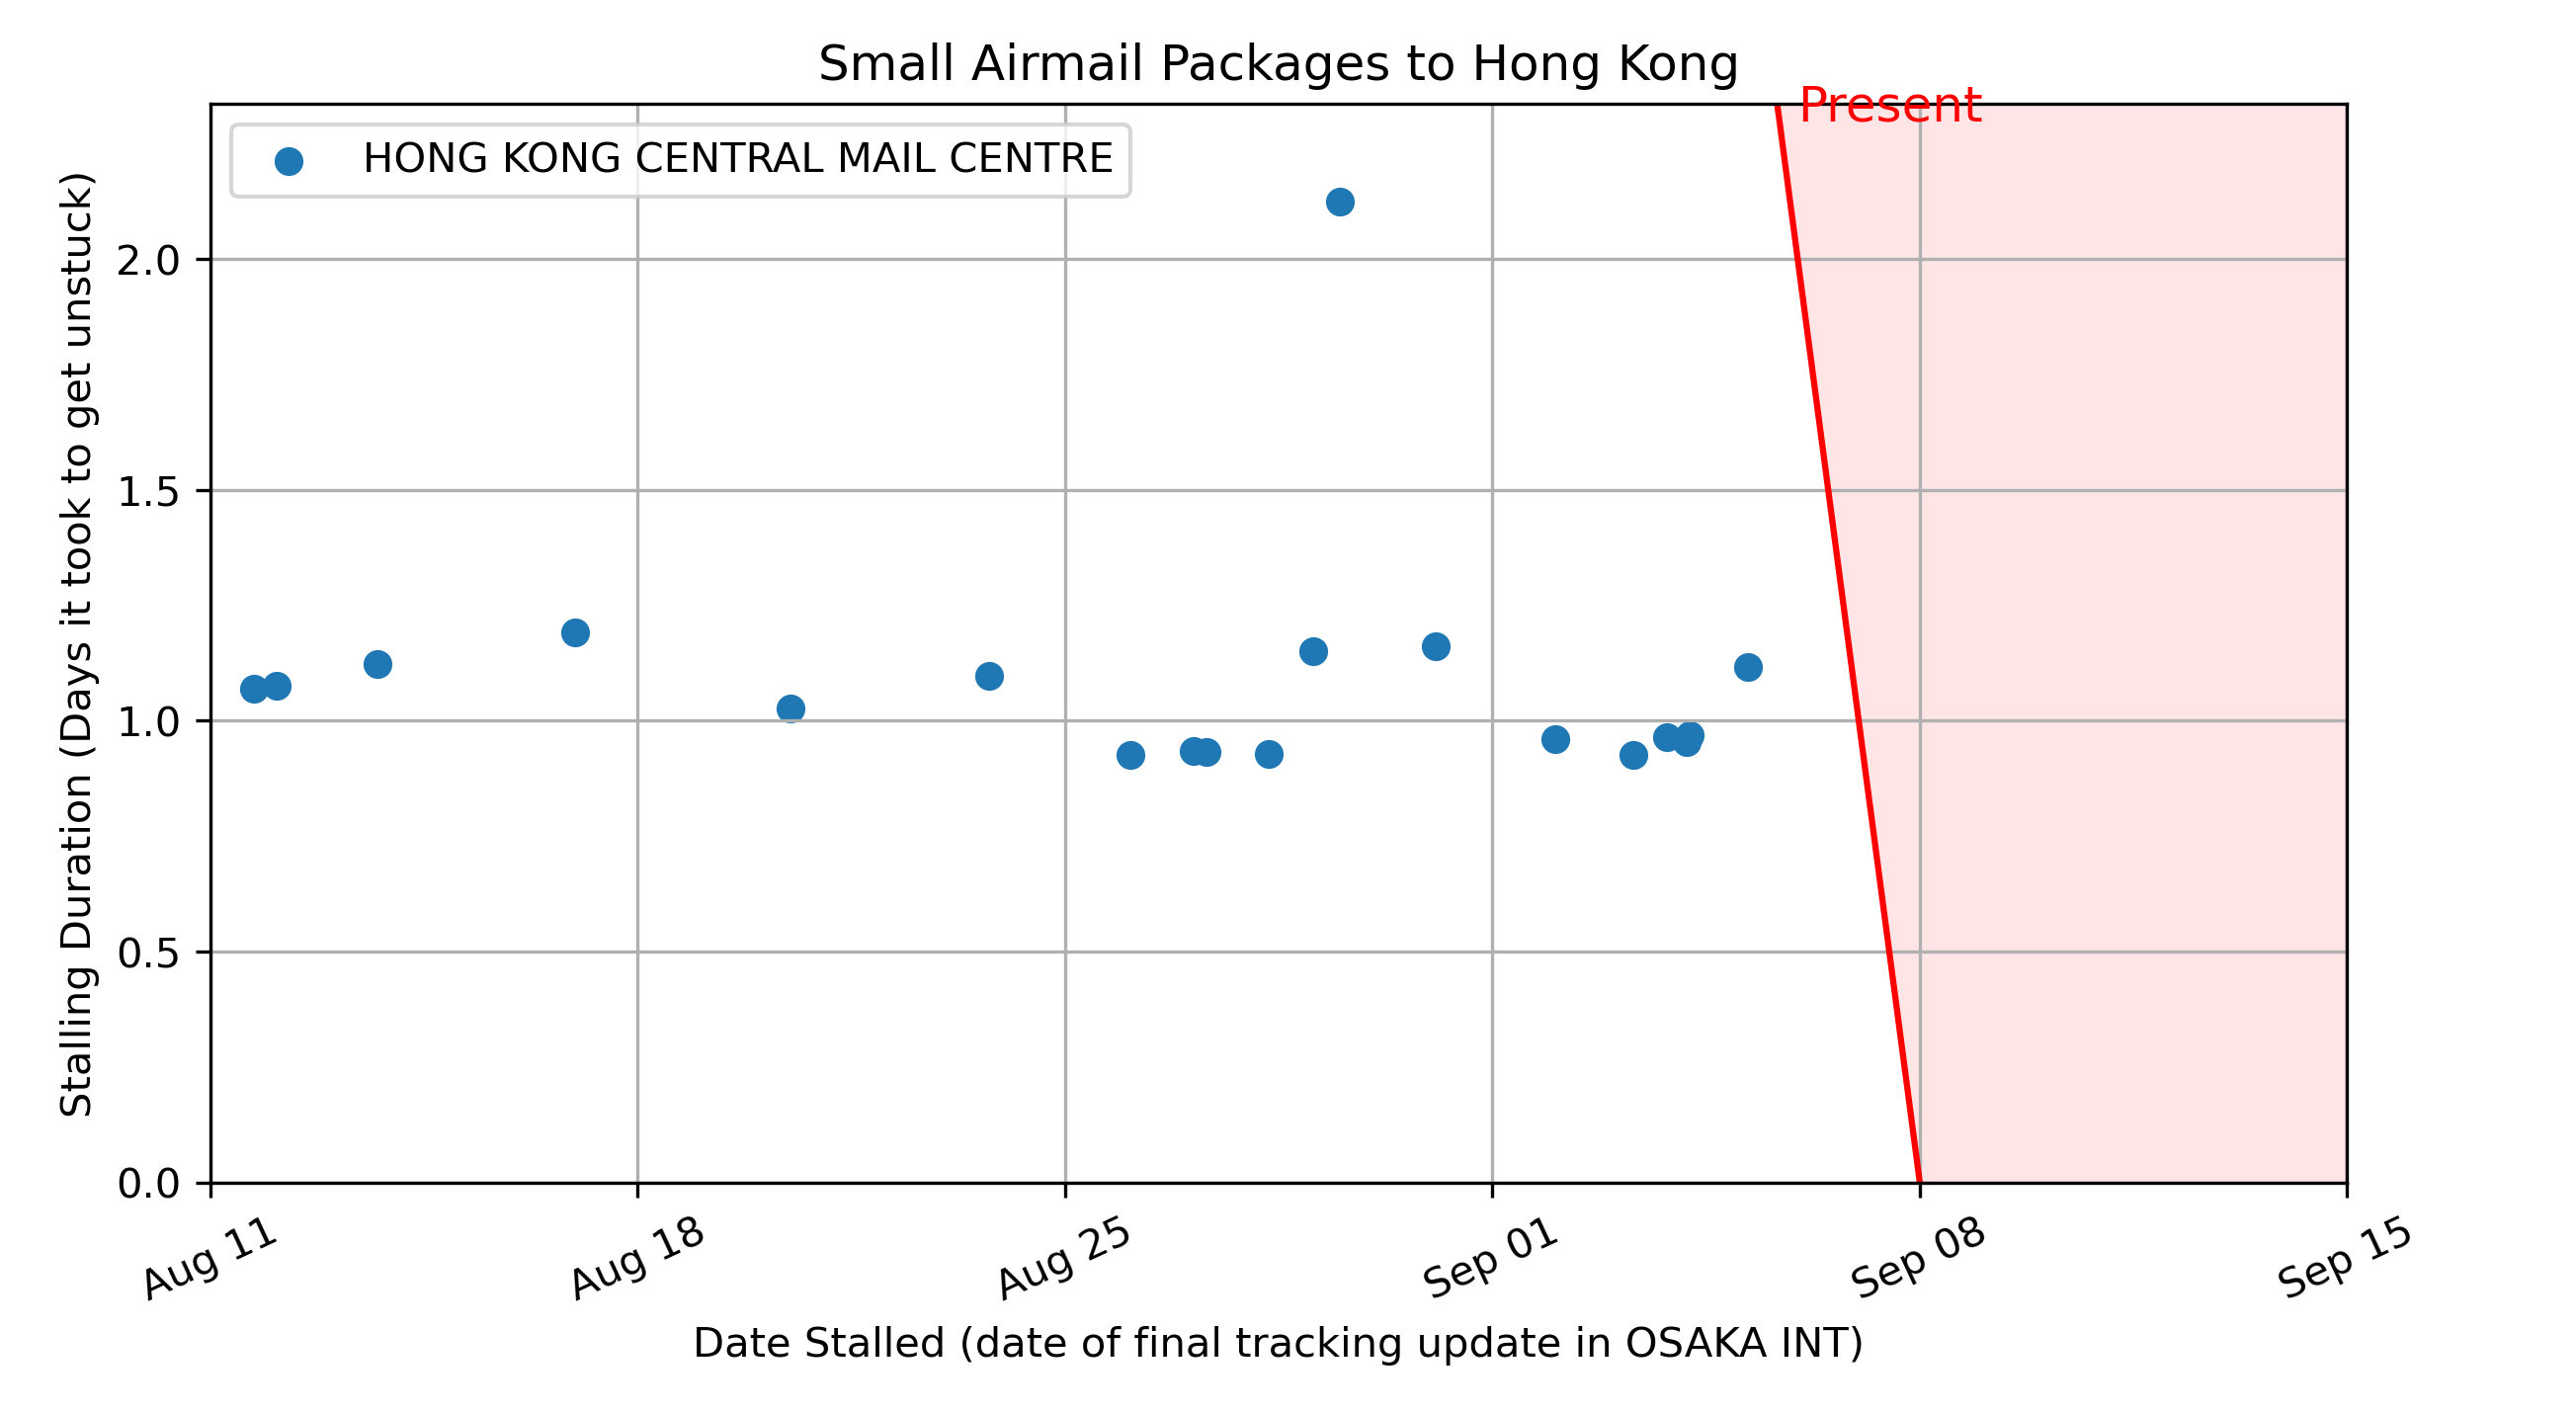 Small Airmail Packages to Hong Kong
Present
HONG KONG CENTRAL MAIL CENTRE
Stalling Duration (Days it took to get unstuck)
2.0
1.5
1.0
0.5
0.0
Aug 11
Aug 18
Aug 25
Sep 01
Sep 08
Sep 15
Date Stalled (date of final tracking update in OSAKA INT)